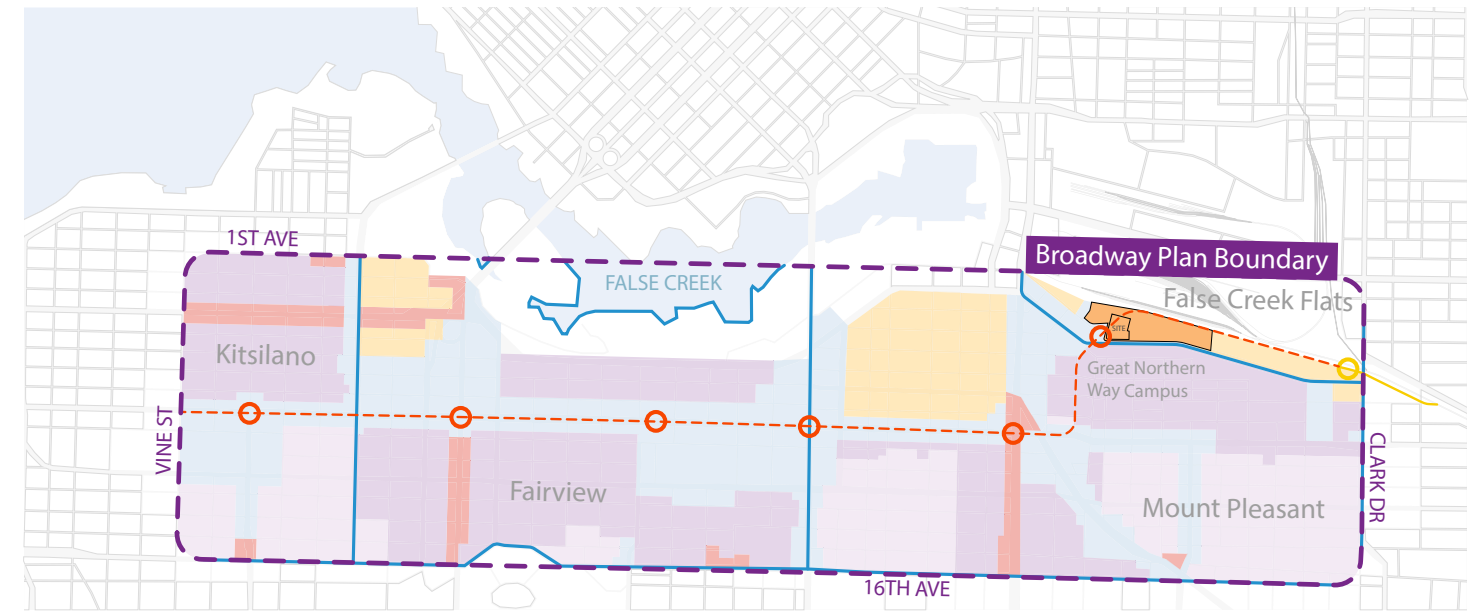 1ST AVE
Broadway Plan Boundary
FALSE CREEK
False Creek Flats
SITE
Kitsilano
Great Northern
Way Campus
VINE ST
CLARK DR
Fairview
Mount Pleasant
16TH AVE